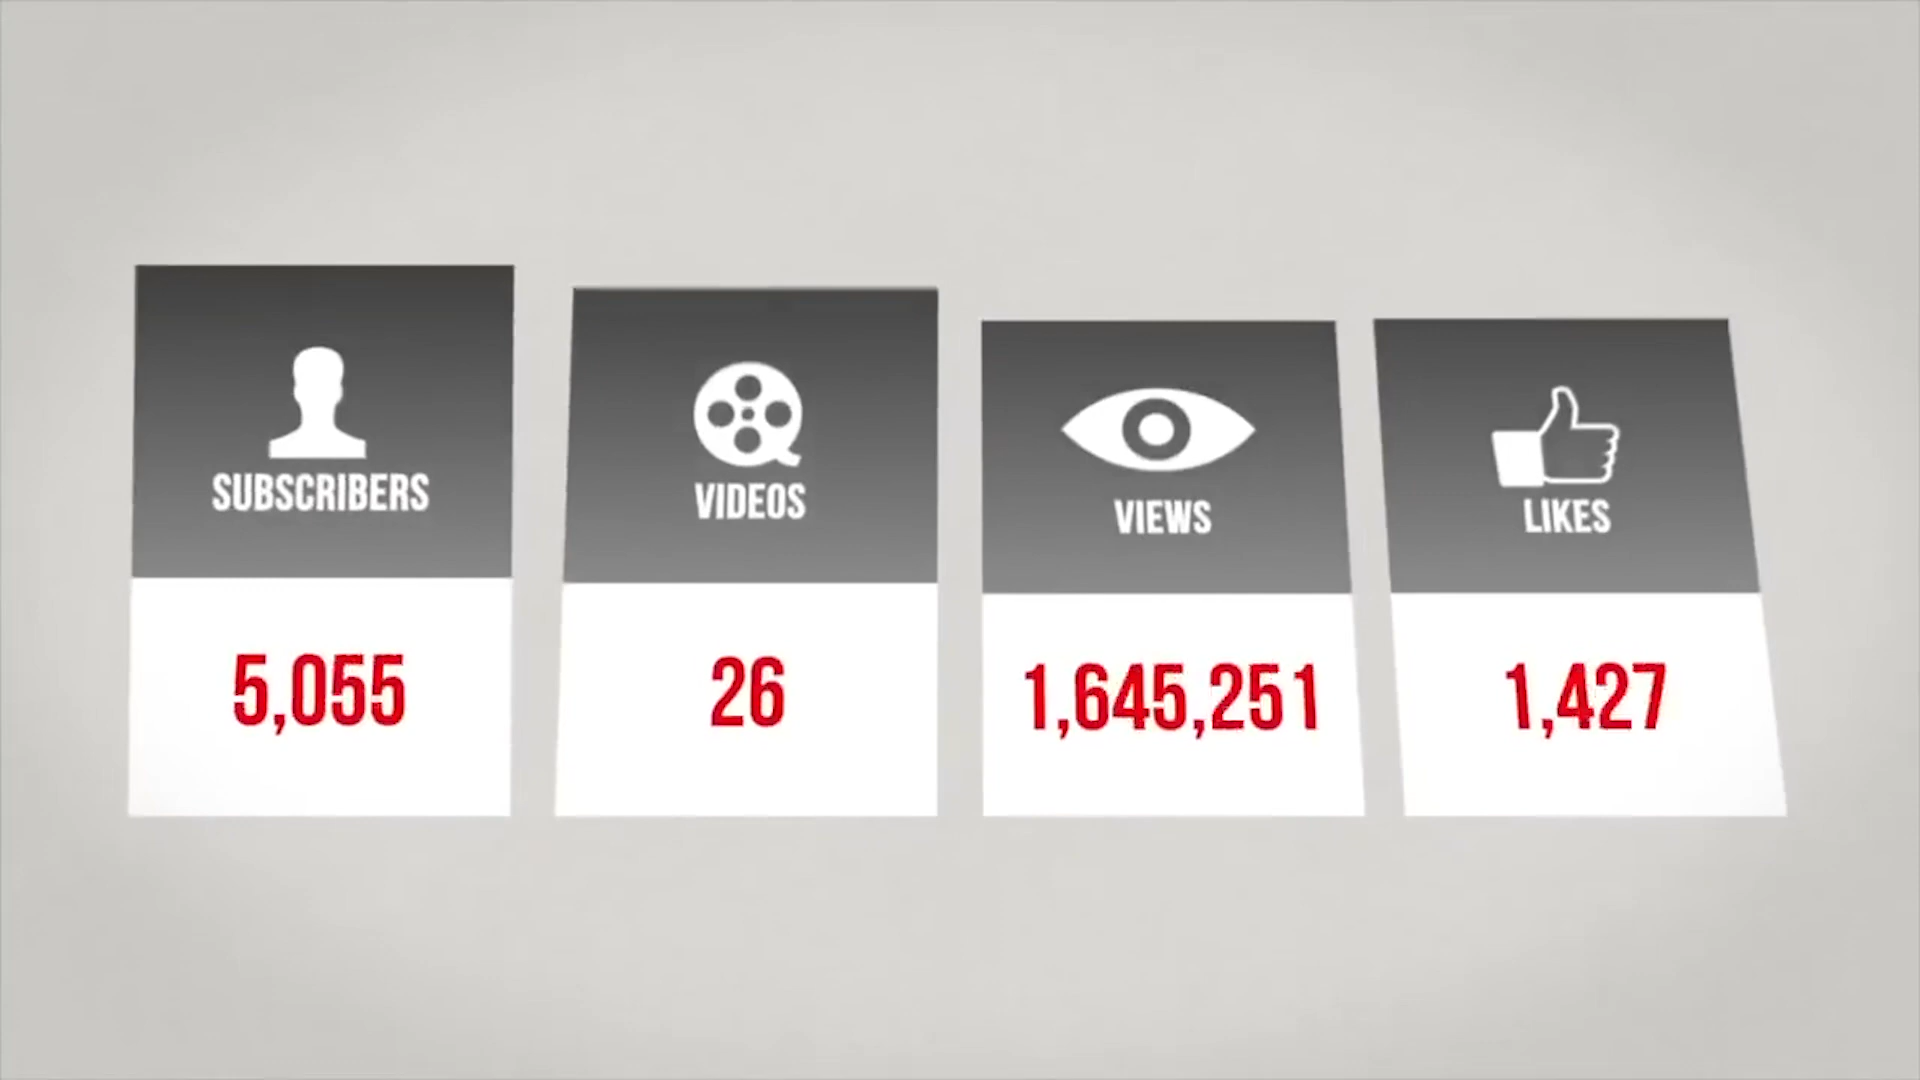 SUBSCRIBERS
5,055
VIDEOS
26
VIEWS
1,645,251
LIKES
1,427